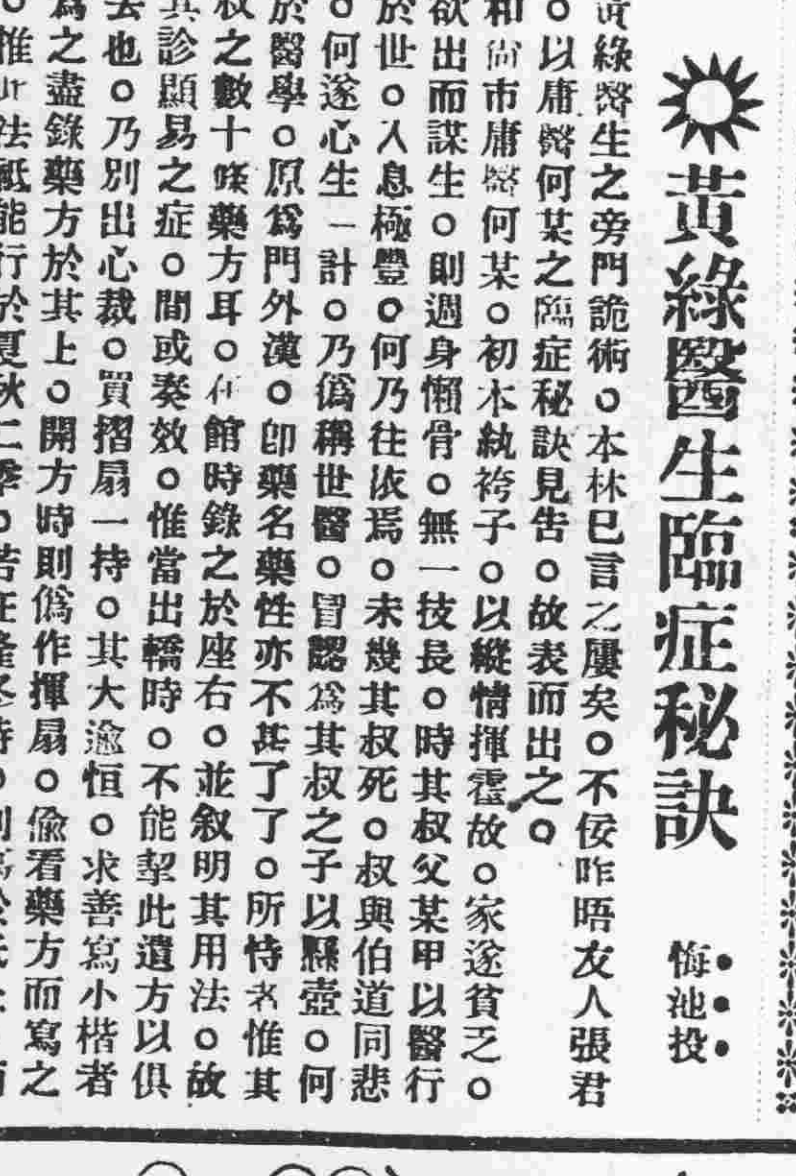 黃綠醫生臨症秘訣
悔池投
黃綠醫生之旁門詭術。本林已言之屢矣。不侫昨晤友人張君
。以庸醫何某之臨症秘訣見告。故表而出之。
和尙市庸醫何某。初本紈袴子。以縱情揮霍故。家遂貧乏。
欲出而謀生。則週身懶骨。無一技長。時其叔父某甲以醫行
於世。入息極豐。何乃往依焉。未幾其叔死。叔與伯道同悲
。何遂心生一計。乃僞稱世醫。冒認爲其叔之子以懸壺。何
於醫學。原爲門外漢。卽藥名藥性亦不甚了了。所恃者惟其
叔之數十條藥方耳。在館時錄之於座右。並叙明其用法。故
其診顯易之症。間或奏效。惟當出轎時。不能挈此遺方以俱
去也。乃別出心裁。買摺扇一持。其大逾恒。求善寫小楷者
爲之盡錄藥方於其上。開方時則僞作揮扇。偷看藥方而寫之
。推此法祗能行於夏秋二季。若在隆冬時。則